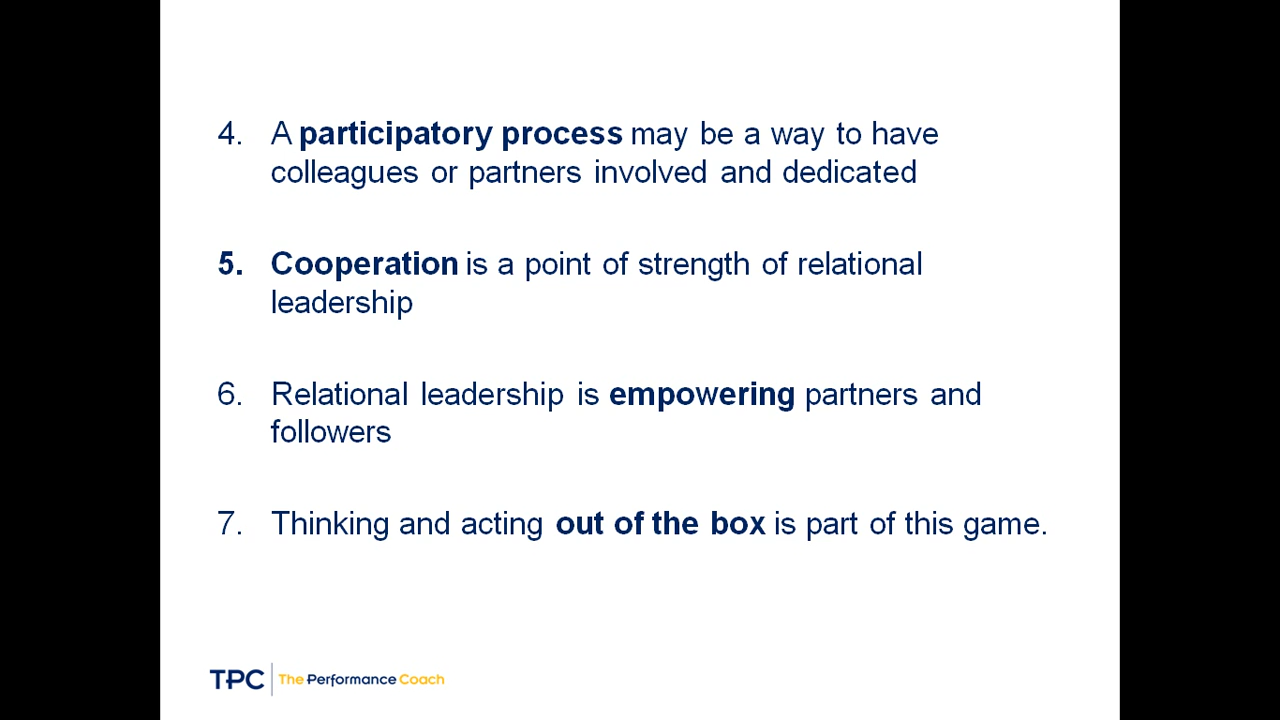 4. A participatory process may be a way to have
colleagues or partners involved and dedicated
5. Cooperation is a point of strength of relational
leadership
6. Relational leadership is empowering partners and
followers
7. Thinking and acting out of the box is part of this game.
TPC The Performance Coach